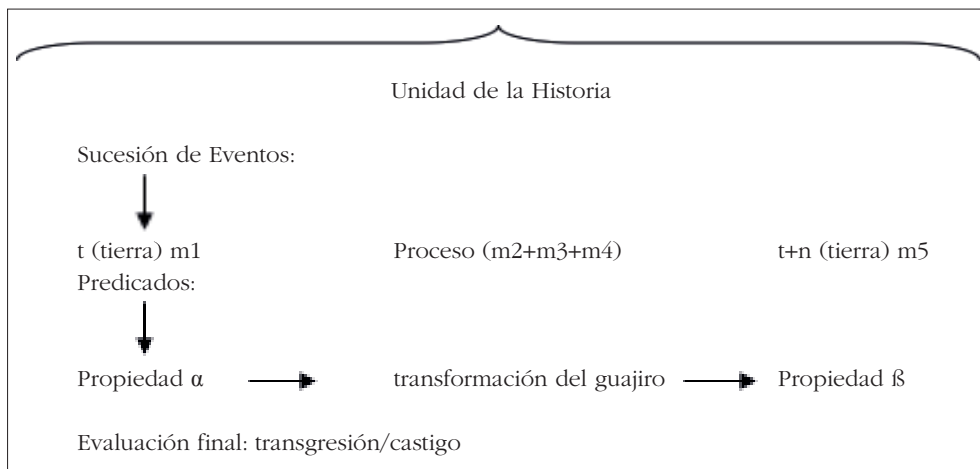 Unidad de la Historia
Sucesión de Eventos:
t (tierra) m1 Proceso (m2+m3+m4) t+n (tierra) m5
Predicados:
Propiedad α transformación del guajiro Propiedad ß
Evaluación final: transgresión/castigo